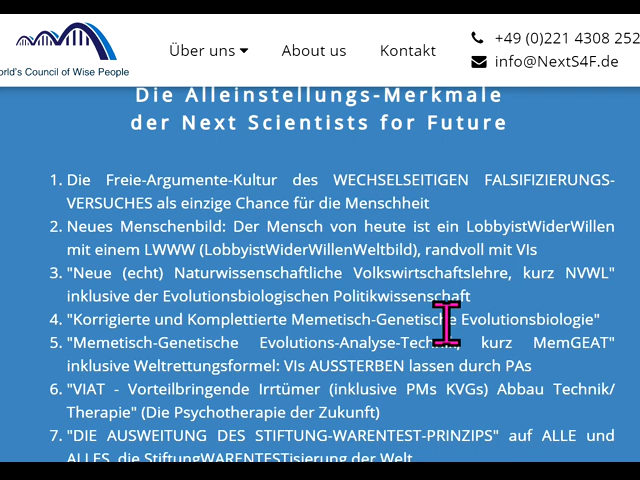 Über uns About us Kontakt
+49 (0)221 4308 252
info@NextS4F.de
orld's Council of Wise People
Die Alleinstellungs-Merkmale
der Next Scientists for Future
1. Die Freie-Argumente-Kultur des WECHSELSEITIGEN FALSIFIZIERUNGS-
VERSUCHES als einzige Chance für die Menschheit
2. Neues Menschenbild: Der Mensch von heute ist ein LobbyistWiderWillen
mit einem LWWW (LobbyistWiderWillenWeltbild), randvoll mit VIs
3. "Neue (echt) Naturwissenschaftliche Volkswirtschaftslehre, kurz NVWL"
inklusive der Evolutionsbiologischen Politikwissenschaft
4. "Korrigierte und Komplettierte Memetisch-Genetische Evolutionsbiologie"
5. "Memetisch-Genetische Evolutions-Analyse-Technik, kurz MemGEAT"
inklusive Weltrettungsformel: VIs AUSSTERBEN lassen durch PAs
6. "VIAT - Vorteilbringende Irrtümer (inklusive PMs KVGs) Abbau Technik/
Therapie" (Die Psychotherapie der Zukunft)
7. "DIE AUSWEITUNG DES STIFTUNG-WARENTEST-PRINZIPS" auf ALLE und
ALLES, die StiftungWARENTESTisierung der Welt